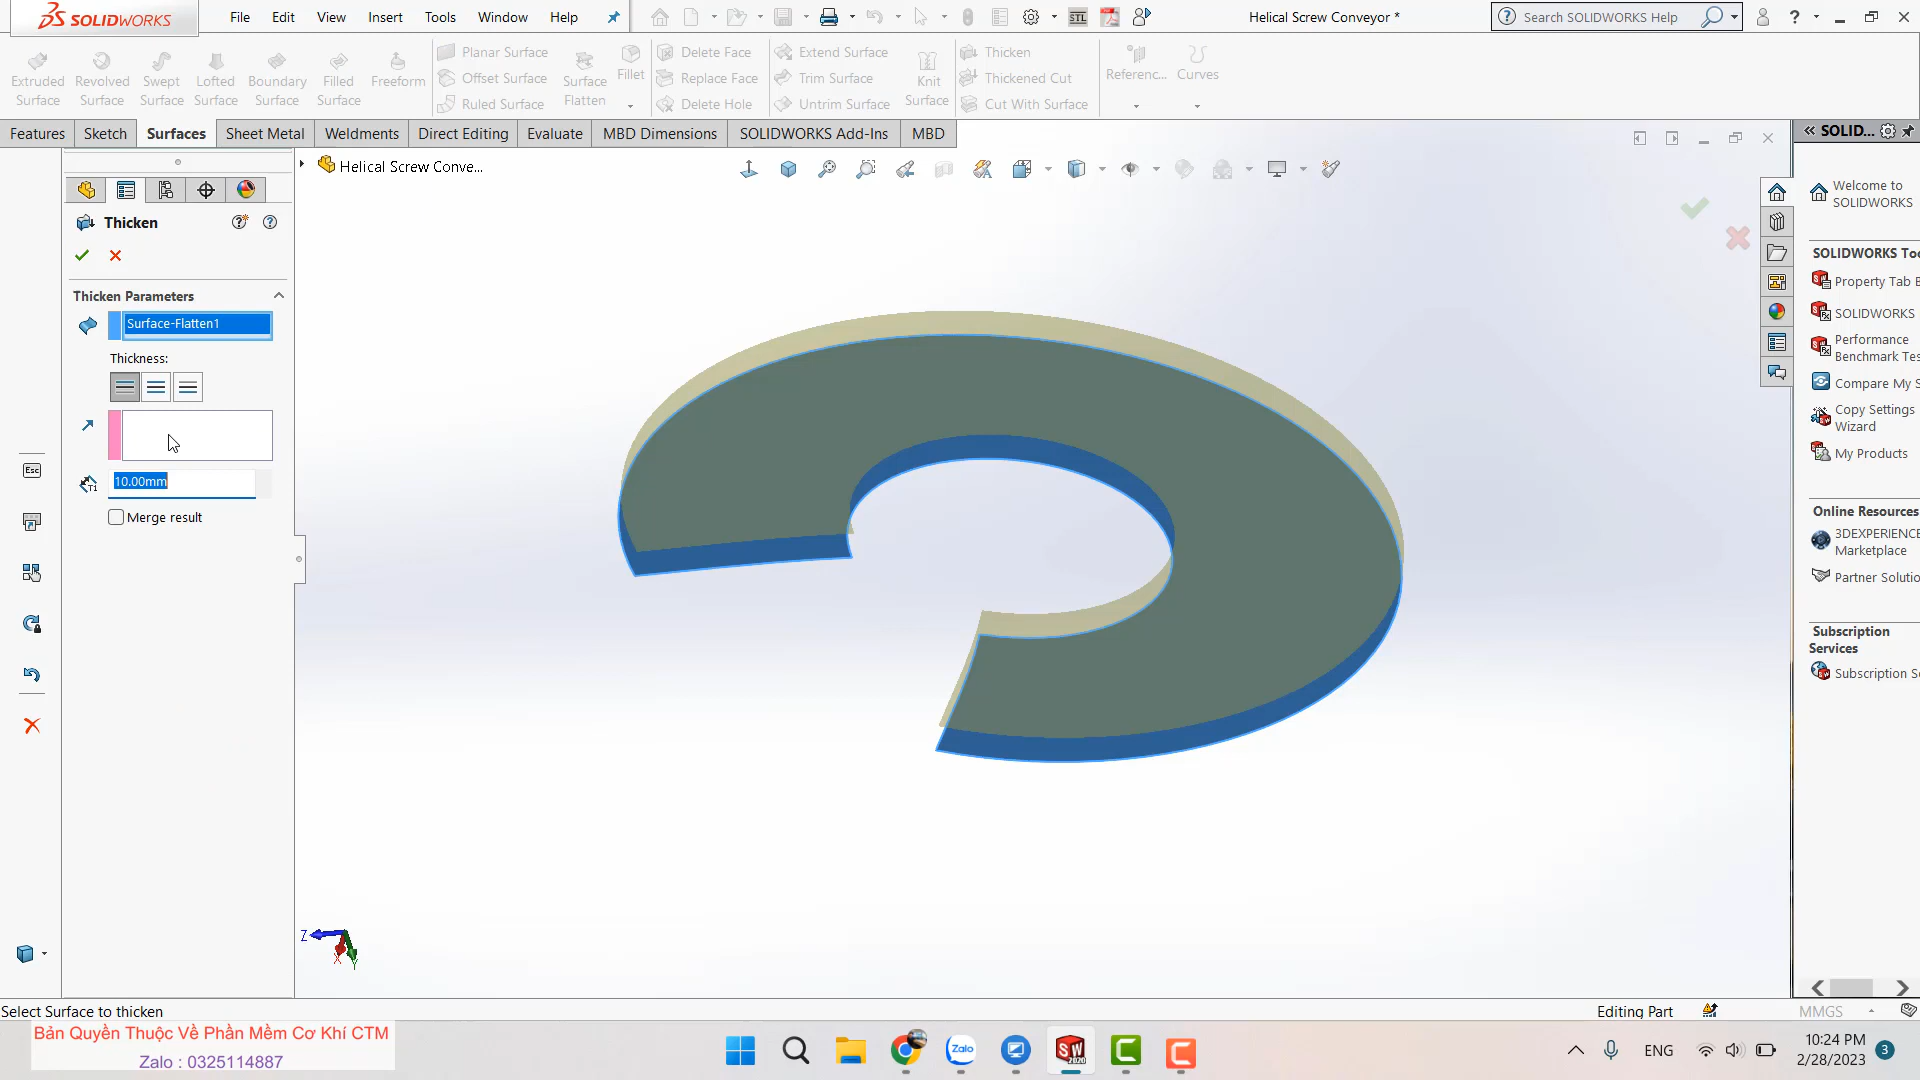 SOLIDWORKS
File Edit View Insert Tools Window Help
STL
Helical Screw Conveyor *
Search SOLIDWORKS Help
Extruded Surface
Revolved Surface
Swept Surface
Lofted Surface
Boundary Surface
Filled Surface
Freeform
Planar Surface
Offset Surface
Ruled Surface
Surface Flatten
Fillet
Delete Face
Replace Face
Delete Hole
Extend Surface
Trim Surface
Untrim Surface
Knit Surface
Thicken
Thickened Cut
Cut With Surface
Referenc...
Curves
Features Sketch Surfaces Sheet Metal Weldments Direct Editing Evaluate MBD Dimensions SOLIDWORKS Add-Ins MBD
SOLID...
Helical Screw Conve...
Thicken
Thicken Parameters
Surface-Flatten1
Thickness:
10.00mm
Merge result
Esc
Welcome to
SOLIDWORKS
SOLIDWORKS Too
Property Tab B
SOLIDWORKS
Performance
Benchmark Tes
Compare My S
Copy Settings
Wizard
My Products
Online Resources
3DEXPERIENCE
Marketplace
Partner Solutio
Subscription
Services
Subscription Se
Z
X
Y
Select Surface to thicken
Editing Part
MMGS
Bản Quyền Thuộc Về Phần Mềm Cơ Khí CTM
Zalo : 0325114887
Zalo
SW
2020
ENG
10:24 PM
2/28/2023
3